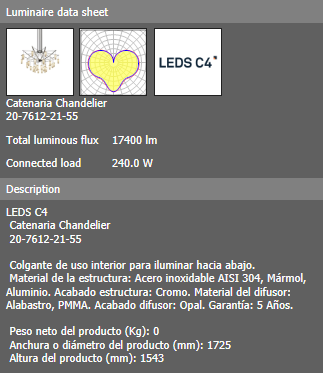 Luminaire data sheet
LEDS C4*
Catenaria Chandelier
20-7612-21-55
Total luminous flux 17400 lm
Connected load 240.0 W
Description
LEDS C4
Catenaria Chandelier
20-7612-21-55
Colgante de uso interior para iluminar hacia abajo.
Material de la estructura: Acero inoxidable AISI 304, Mármol,
Aluminio. Acabado estructura: Cromo. Material del difusor:
Alabastro, PMMA. Acabado difusor: Opal. Garantía: 5 Años.
Peso neto del producto (Kg): 0
Anchura o diámetro del producto (mm): 1725
Altura del producto (mm): 1543